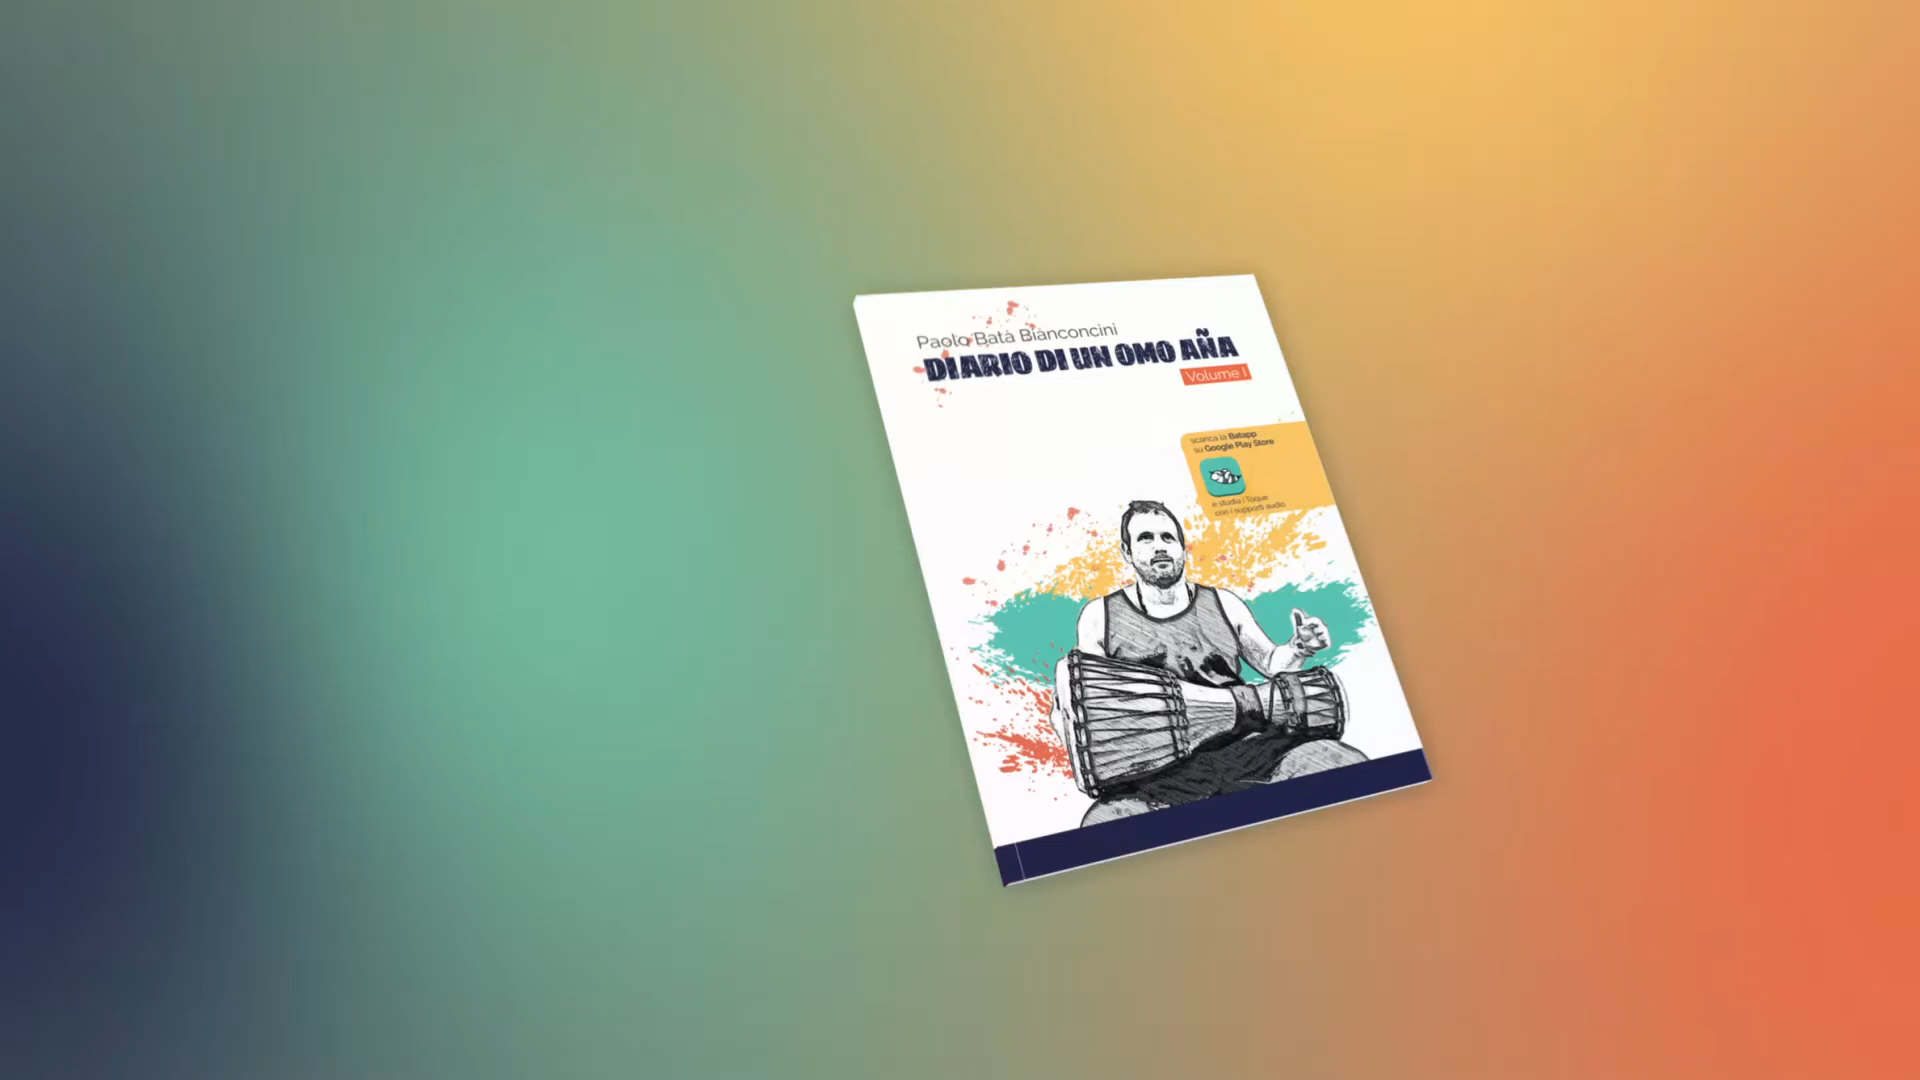 Paolo Batà Bianconcini
DIARIO DI UN OMO AÑA
Volume I
scarica la Batapp
su Google Play Store
e studia i Toque
con i supporti audio